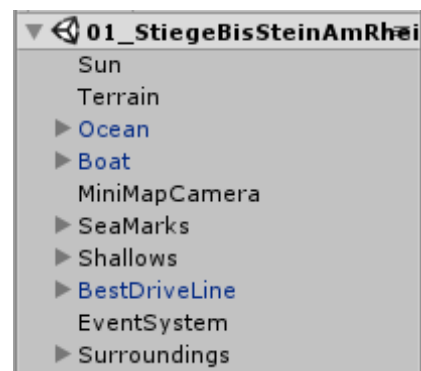 01_StiegeBisSteinAmRhei
Sun
Terrain
Ocean
Boat
MiniMapCamera
SeaMarks
Shallows
BestDriveLine
EventSystem
Surroundings